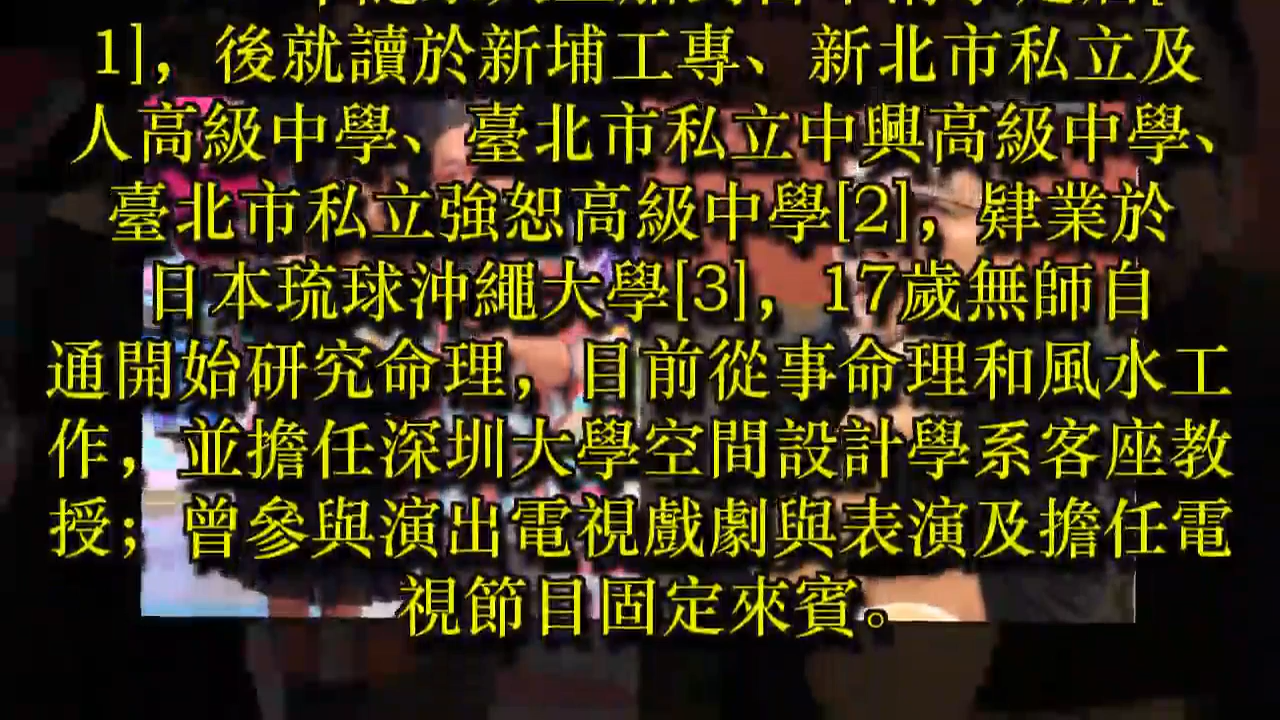 1]，後就讀於新埔工專、新北市私立及
人高級中學、臺北市私立中興高級中學、
臺北市私立強恕高級中學[2]，肄業於
日本琉球沖繩大學[3]，17歲無師自
通開始研究命理，目前從事命理和風水工
作，並擔任深圳大學空間設計學系客座教
授；曾參與演出電視戲劇與表演及擔任電
視節目固定來賓。